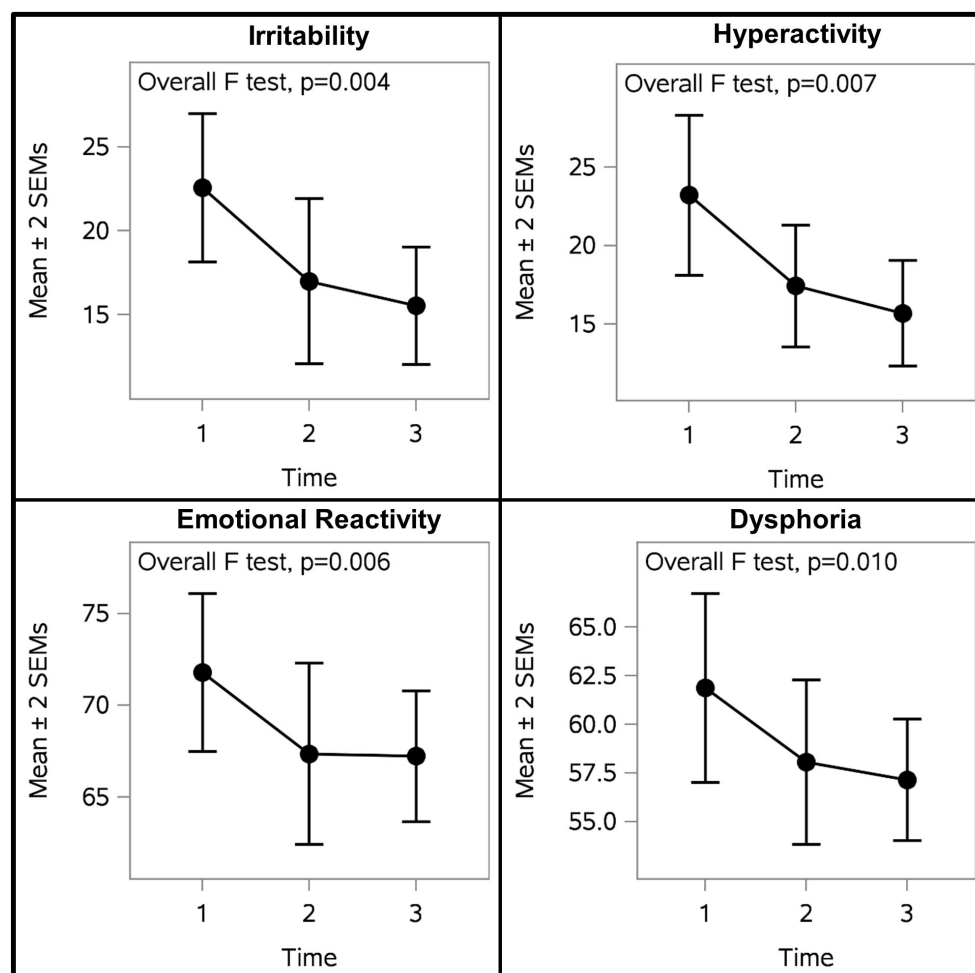 Irritability
Overall F test, p=0.004
Mean ± 2 SEMs
25
20
15
1 2 3
Time
Hyperactivity
Overall F test, p=0.007
Mean ± 2 SEMs
25
20
15
1 2 3
Time
Emotional Reactivity
Overall F test, p=0.006
Mean ± 2 SEMs
75
70
65
1 2 3
Time
Dysphoria
Overall F test, p=0.010
Mean ± 2 SEMs
65.0
62.5
60.0
57.5
55.0
1 2 3
Time